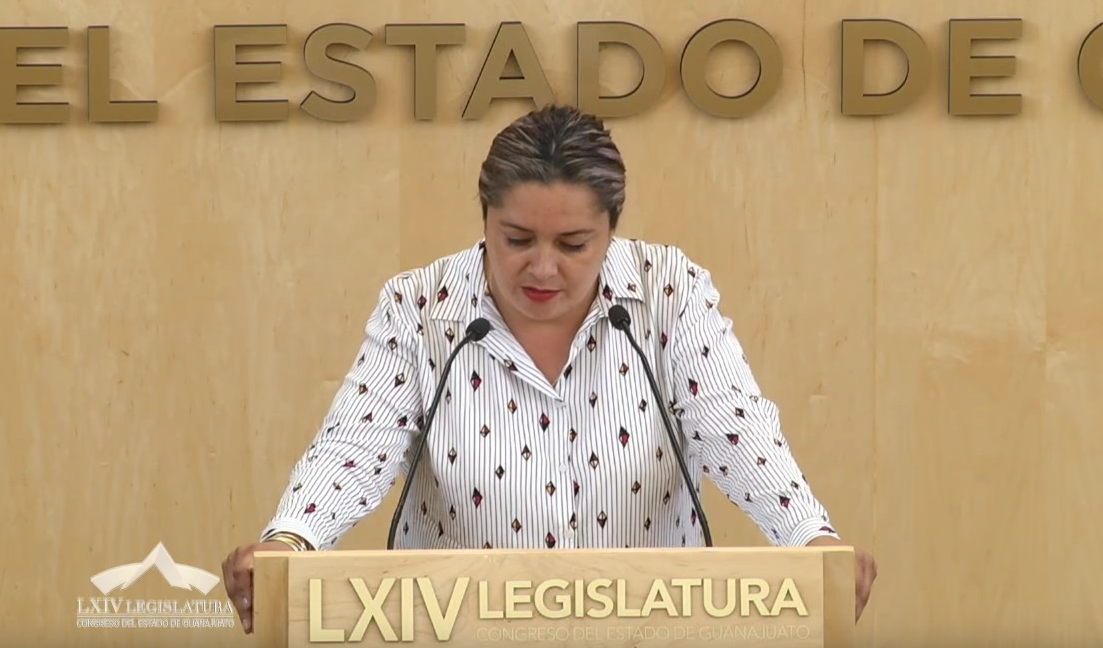 EL ESTADO DE
LXIV LEGISLATURA
CONGRESO DEL ESTADO DE GUANAJUATO
LXIV LEGISLATURA
CONGRESO DEL ESTADO DE GUANAJUATO